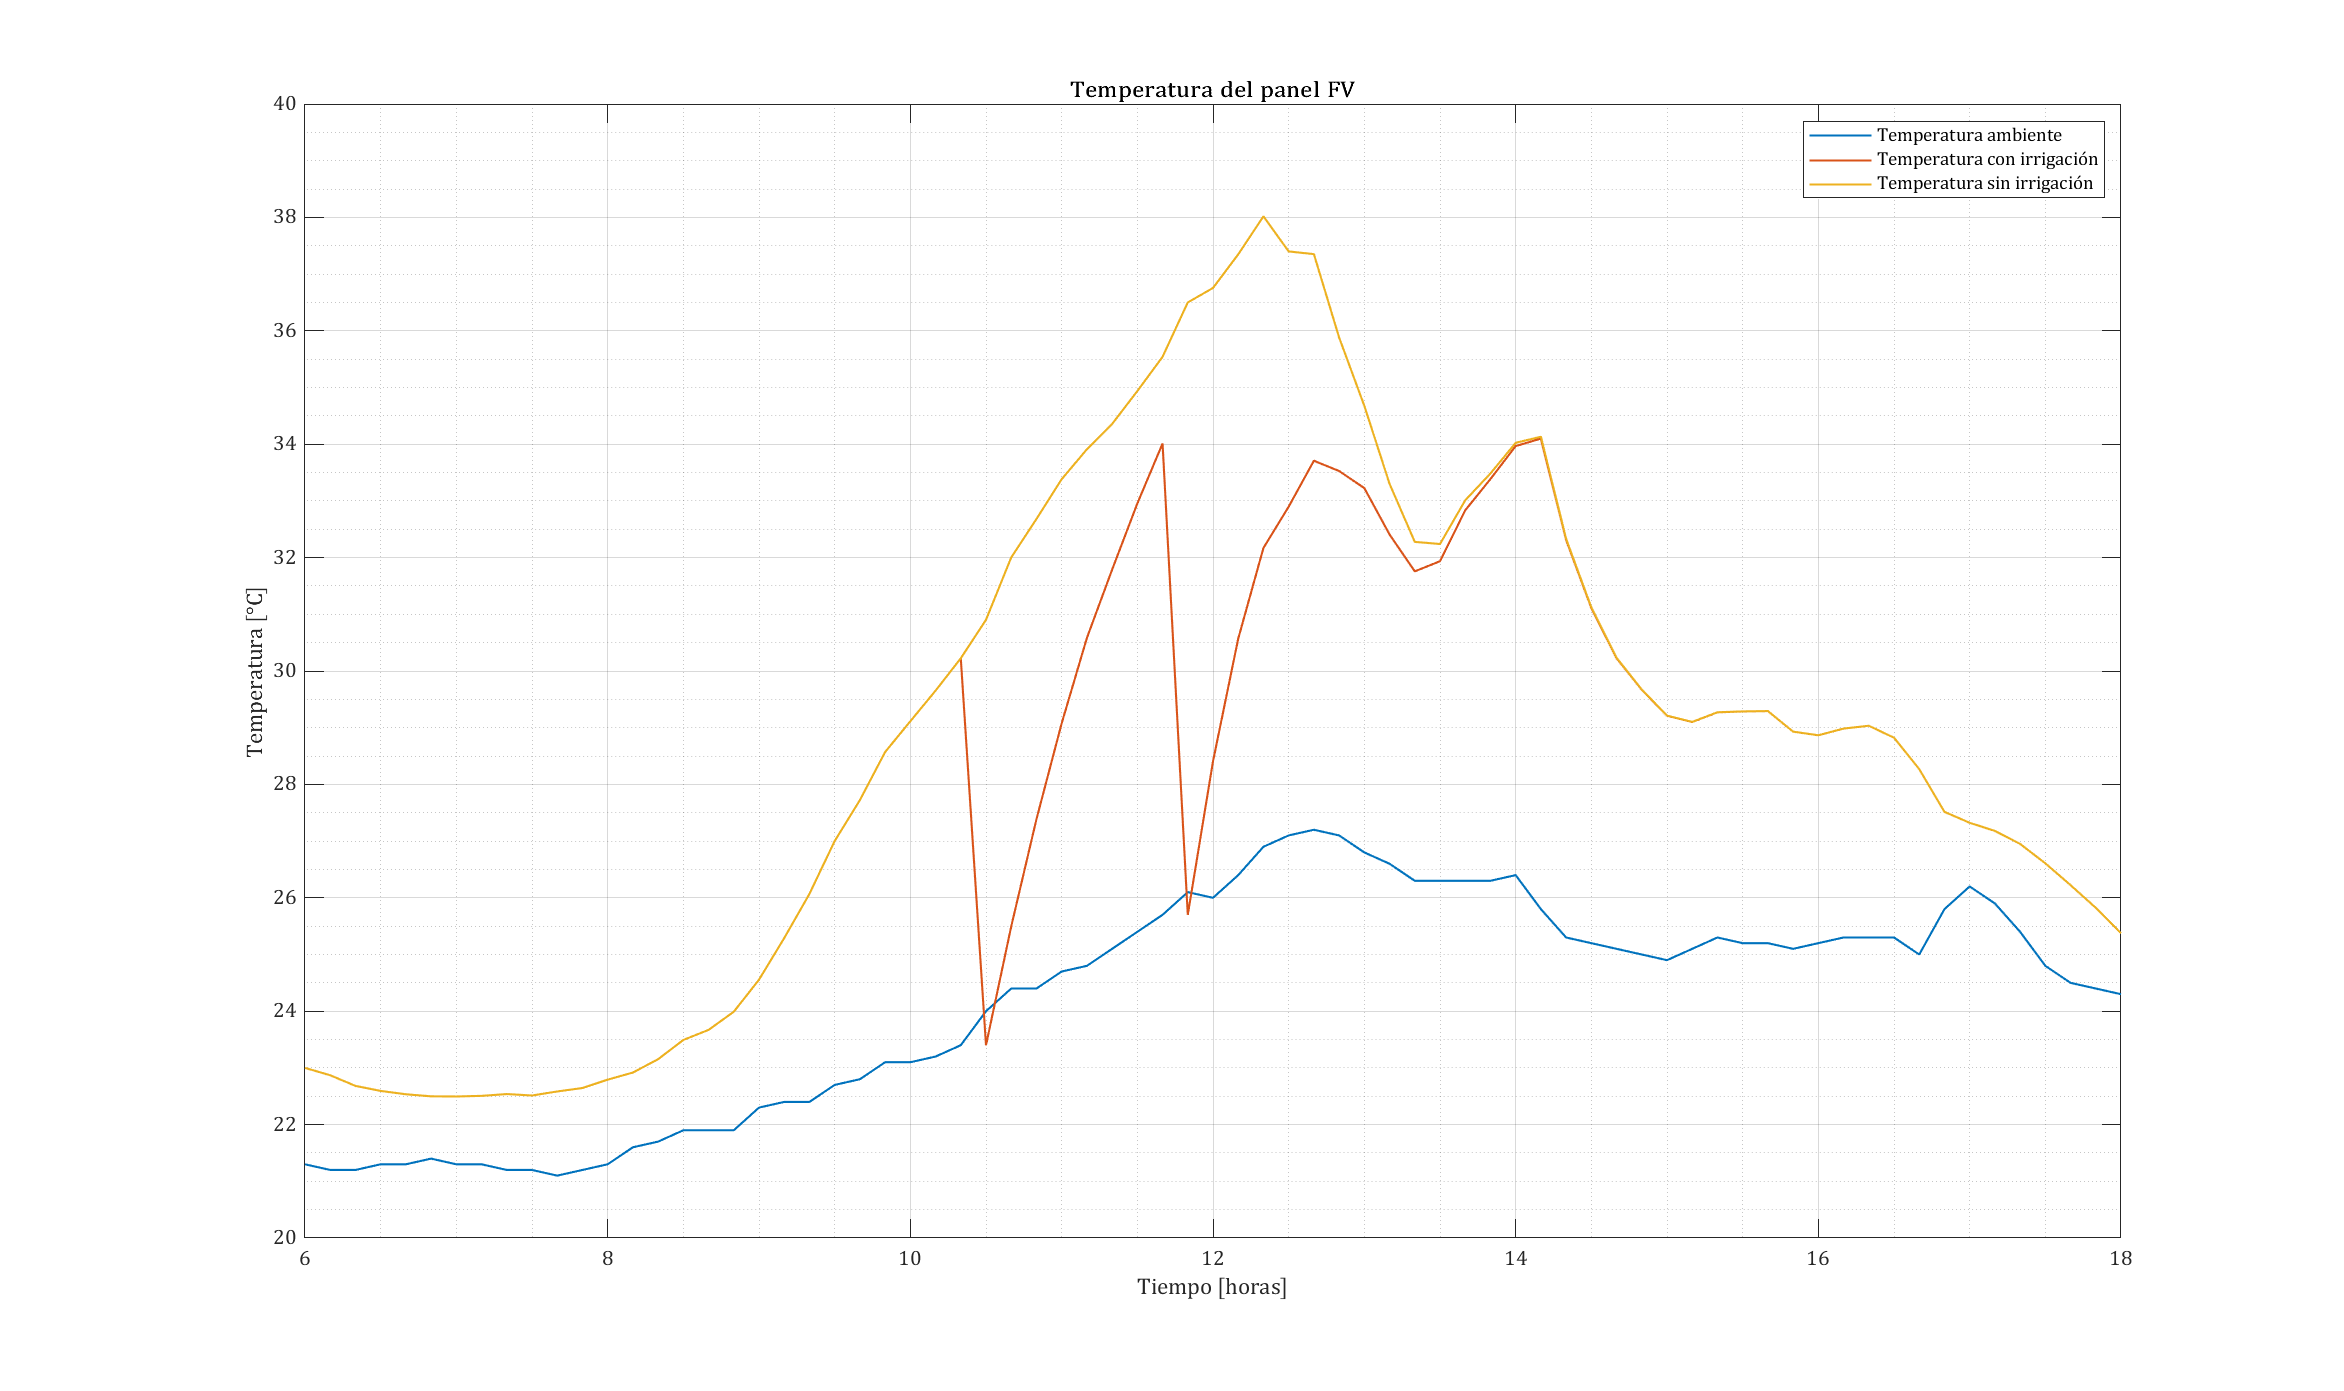 Temperatura del panel FV
Temperatura ambiente
Temperatura con irrigación
Temperatura sin irrigación
Temperatura [°C]
40
38
36
34
32
30
28
26
24
22
20
6 8 10 12 14 16 18
Tiempo [horas]